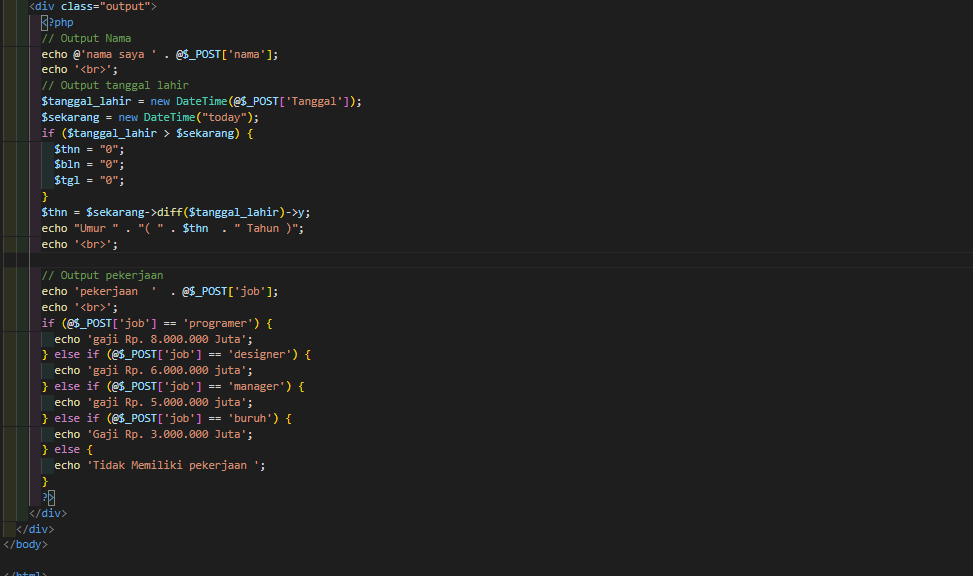 <div class="output">
<?php
// Output Nama
echo @'nama saya ' . @$_POST['nama'];
echo '<br>';
// Output tanggal lahir
$tanggal_lahir = new DateTime(@$_POST['Tanggal']);
$sekarang = new DateTime("today");
if ($tanggal_lahir > $sekarang) {
$thn = "0";
$bln = "0";
$tgl = "0";
}
$thn = $sekarang->diff($tanggal_lahir)->y;
echo "Umur " . "( " . $thn  . " Tahun )";
echo '<br>';
// Output pekerjaan
echo 'pekerjaan  '  . @$_POST['job'];
echo '<br>';
if (@$_POST['job'] == 'programer') {
echo 'gaji Rp. 8.000.000 Juta';
} else if (@$_POST['job'] == 'designer') {
echo 'gaji Rp. 6.000.000 juta';
} else if (@$_POST['job'] == 'manager') {
echo 'gaji Rp. 5.000.000 juta';
} else if (@$_POST['job'] == 'buruh') {
echo 'Gaji Rp. 3.000.000 Juta';
} else {
echo 'Tidak Memiliki pekerjaan ';
}
?>
</div>
</div>
</body>
</html>